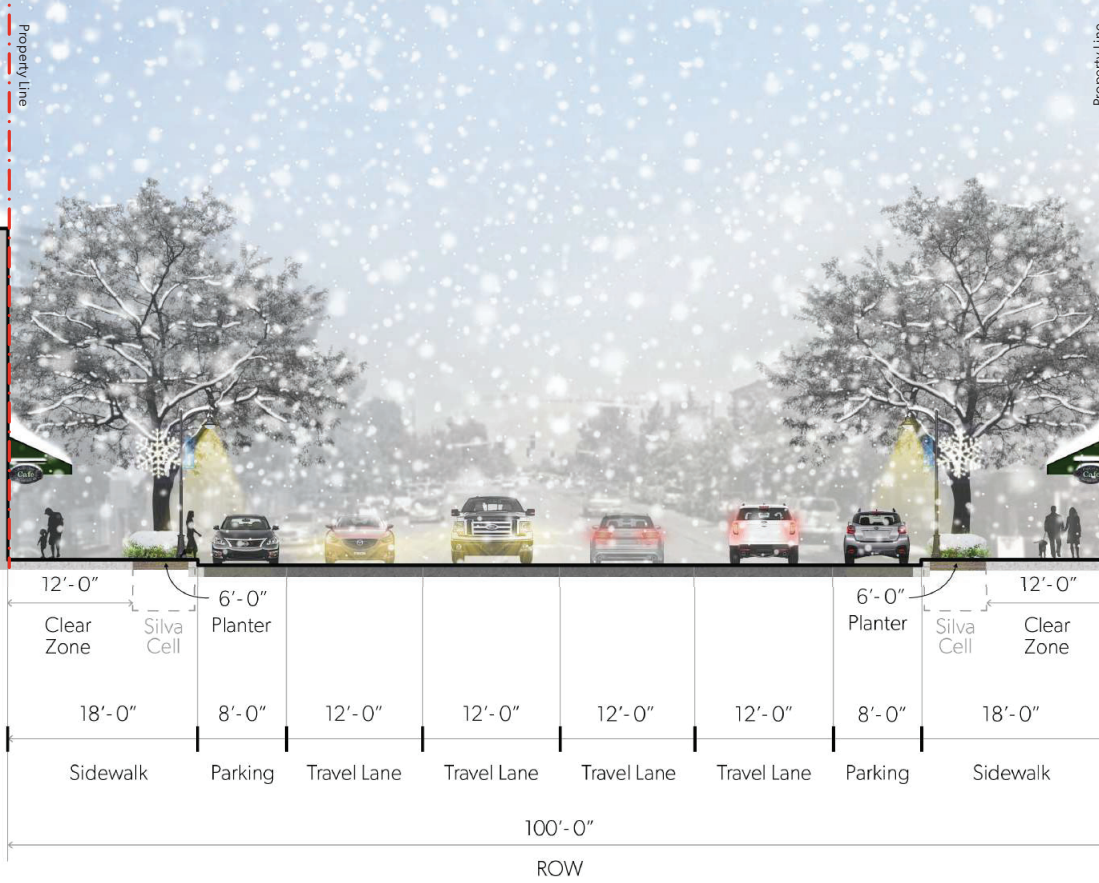 Property Line
Property Line
Cafe
Cafe
12'-0"
6'-0"
6'-0"
12'-0"
Clear
Zone
Silva
Cell
Planter
Planter
Silva
Cell
Clear
Zone
18'-0"
8'-0"
12'-0"
12'-0"
12'-0"
12'-0"
8'-0"
18'-0"
Sidewalk
Parking
Travel Lane
Travel Lane
Travel Lane
Travel Lane
Parking
Sidewalk
100'-0"
ROW